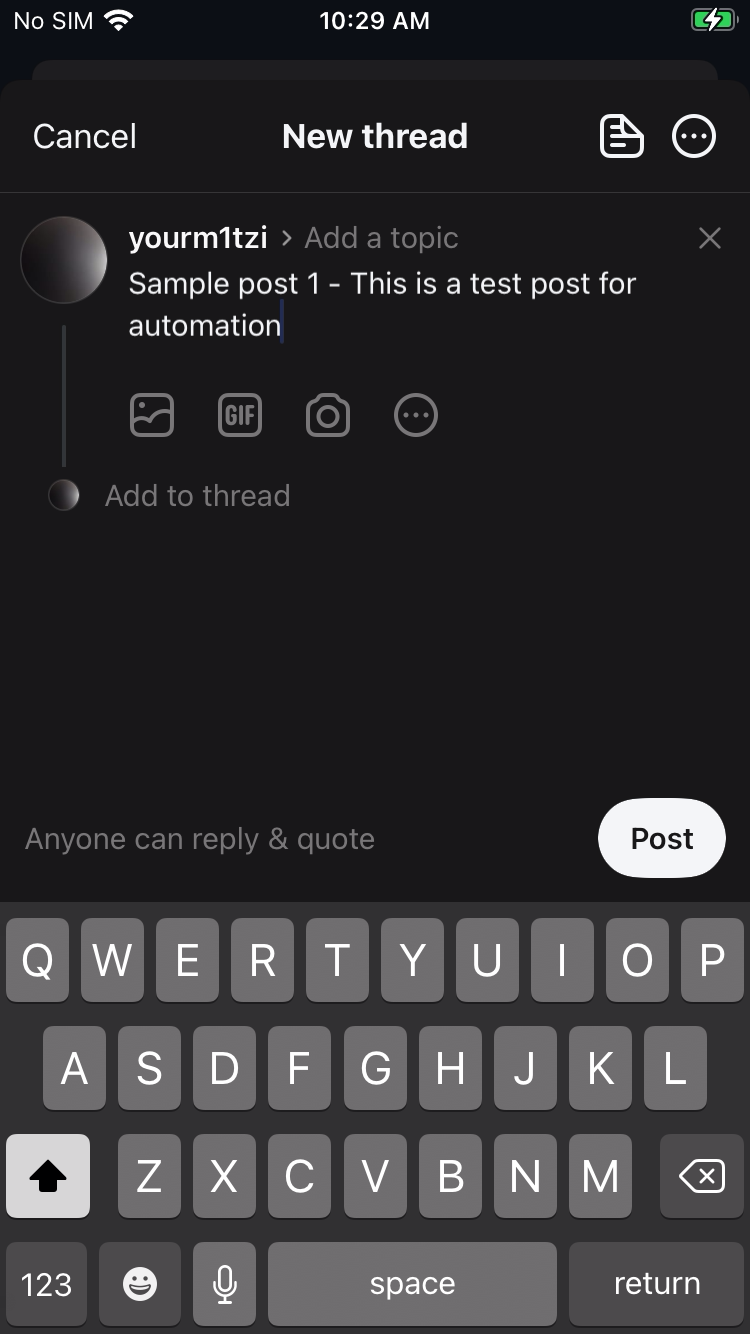 No SIM 10:29 AM
Cancel New thread
yourm1tzi > Add a topic
Sample post 1 - This is a test post for
automation
GIF
Add to thread
Anyone can reply & quote Post
Q W E R T Y U I O P
A S D F G H J K L
Z X C V B N M
123 space return